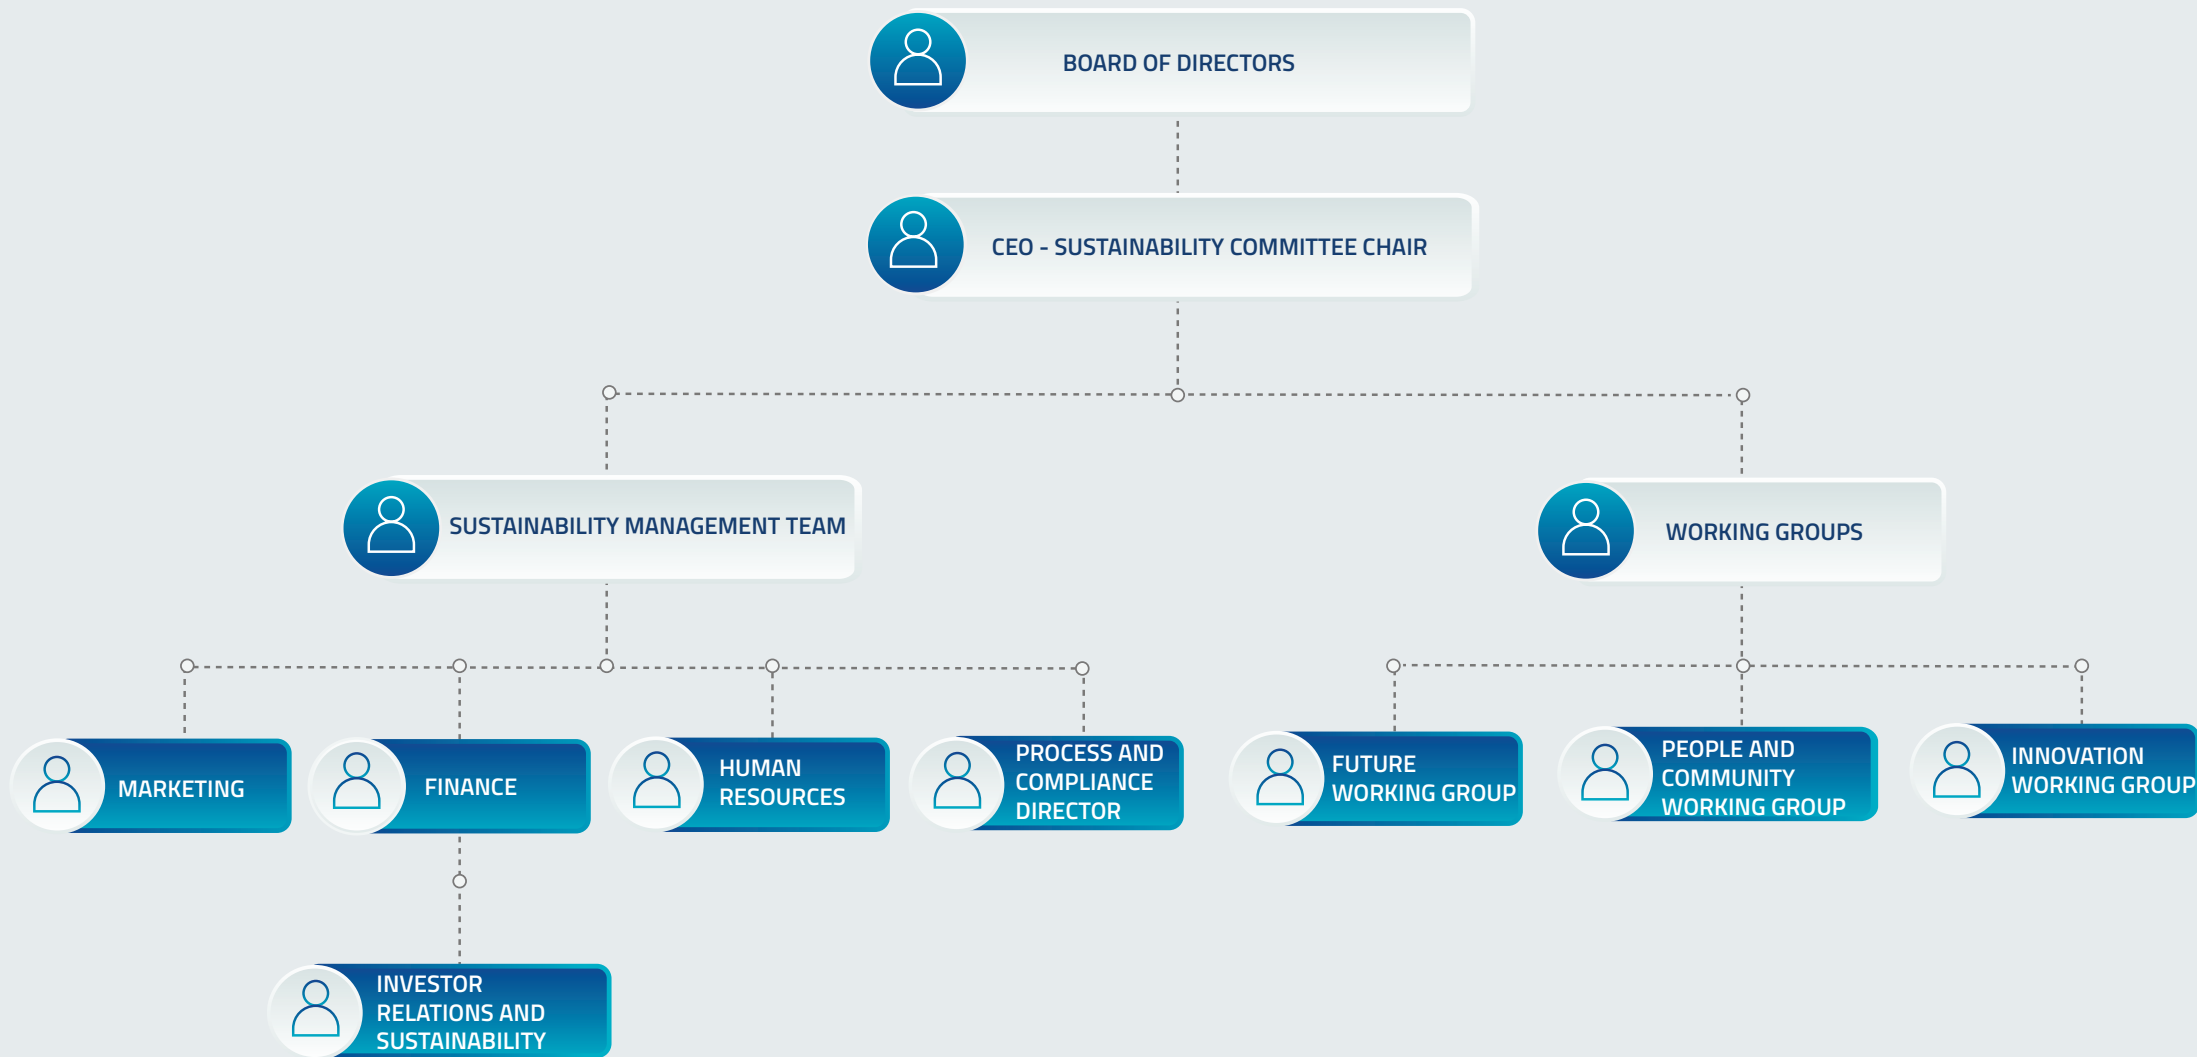 BOARD OF DIRECTORS
CEO - SUSTAINABILITY COMMITTEE CHAIR
SUSTAINABILITY MANAGEMENT TEAM
WORKING GROUPS
MARKETING
FINANCE
HUMAN
RESOURCES
PROCESS AND
COMPLIANCE
DIRECTOR
FUTURE
WORKING GROUP
PEOPLE AND
COMMUNITY
WORKING GROUP
INNOVATION
WORKING GROUP
INVESTOR
RELATIONS AND
SUSTAINABILITY